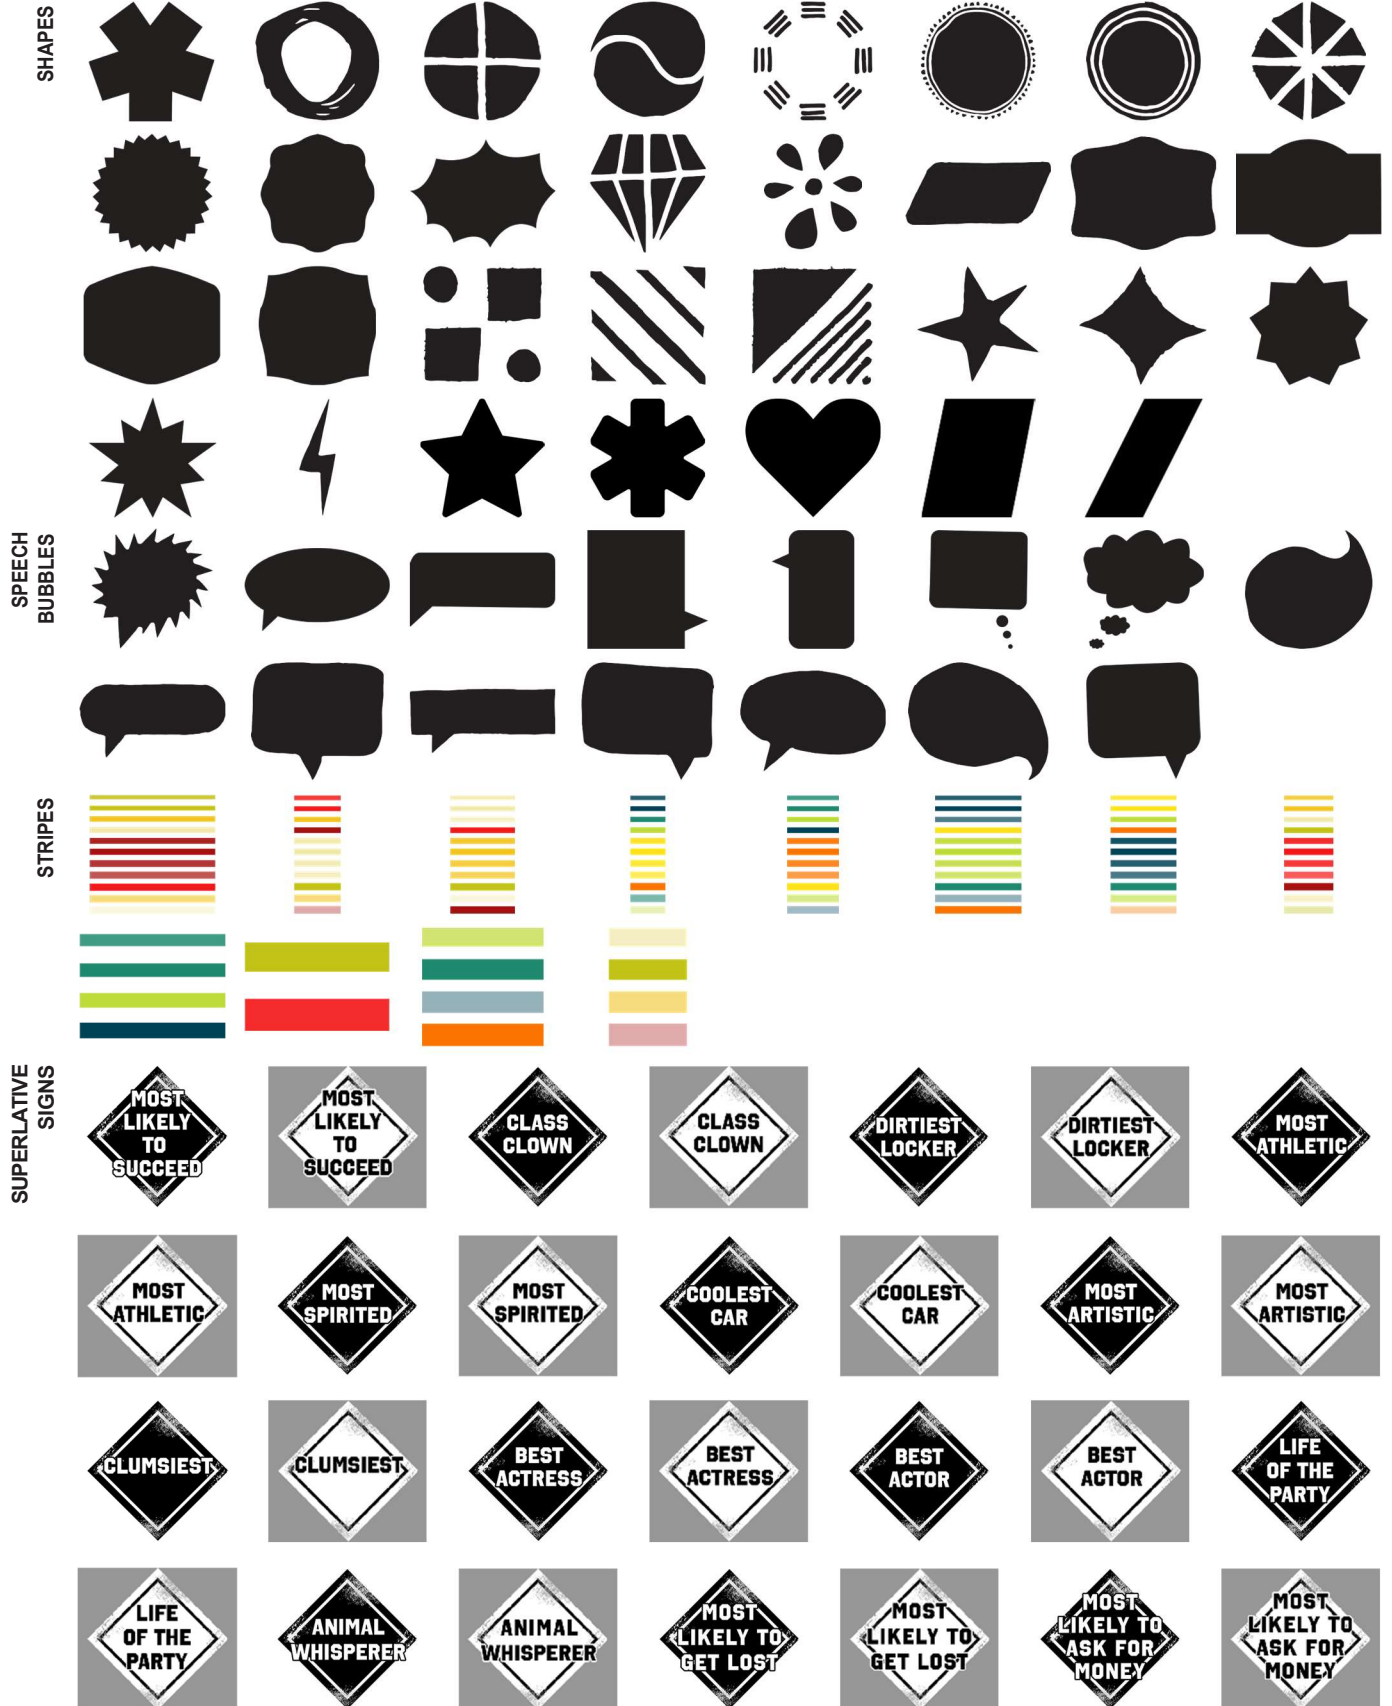 SHAPES
SPEECH
BUBBLES
STRIPES
SUPERLATIVE
SIGNS
MOST
LIKELY
TO
SUCCEED
MOST
LIKELY
TO
SUCCEED
CLASS
CLOWN
CLASS
CLOWN
DIRTIEST
LOCKER
DIRTIEST
LOCKER
MOST
ATHLETIC
MOST
ATHLETIC
MOST
SPIRITED
MOST
SPIRITED
COOLEST
CAR
COOLEST
CAR
MOST
ARTISTIC
MOST
ARTISTIC
CLUMSIEST
CLUMSIEST
BEST
ACTRESS
BEST
ACTRESS
BEST
ACTOR
BEST
ACTOR
LIFE
OF THE
PARTY
LIFE
OF THE
PARTY
ANIMAL
WHISPERER
ANIMAL
WHISPERER
MOST
LIKELY TO
GET LOST
MOST
LIKELY TO
GET LOST
MOST
LIKELY TO
ASK FOR
MONEY
MOST
LIKELY TO
ASK FOR
MONEY